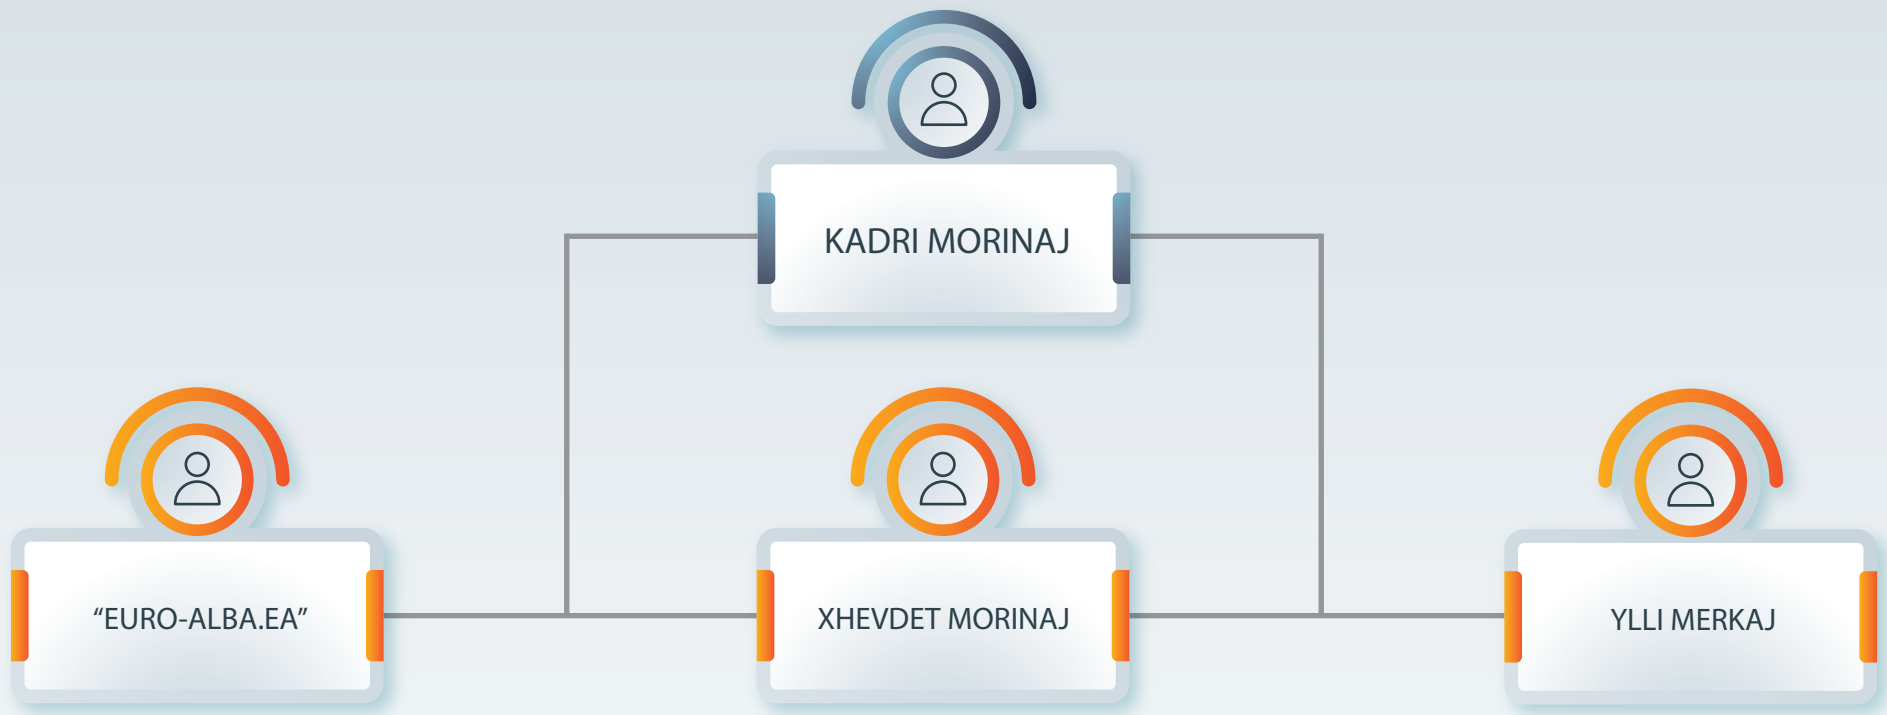 KADRI MORINAJ
“EURO-ALBA.EA”
XHEVDET MORINAJ
YLLI MERKAJ